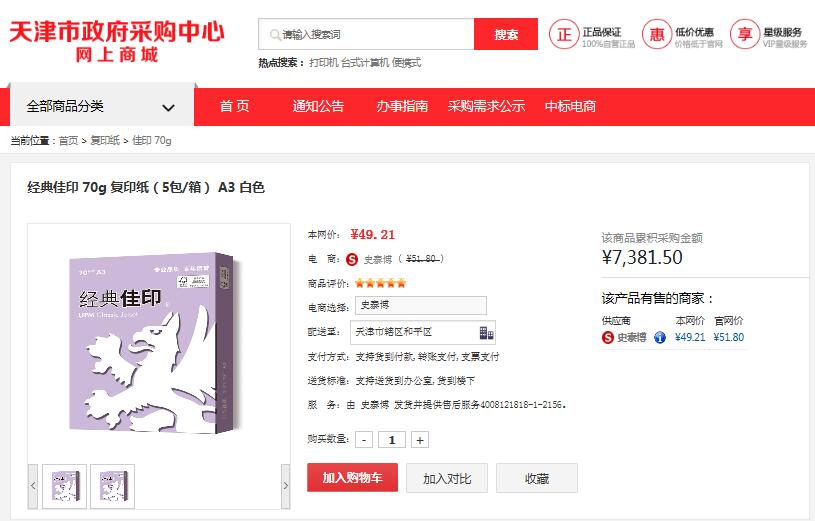 天津市政府采购中心
网上商城
请输入搜索词
搜索
热点搜索： 打印机 台式计算机 便携式
正 正品保证
100%自营正品
惠 低价优惠
价格低于官网
享 星级服务
VIP星级服务
全部商品分类
首 页 通知公告 办事指南 采购需求公示 中标电商
当前位置：首页 > 复印纸 > 佳印 70g
经典佳印 70g 复印纸（5包/箱） A3 白色
70 A3
经典佳印
UPM
本网价： ¥49.21
电 商： S 史泰博 （ ¥51.80 ）
商品评价：
电商选择： 史泰博
配送至： 天津市辖区和平区
支付方式：支持货到付款, 转账支付, 支票支付
送货标准：支持送货到办公室, 货到楼下
服 务：由 史泰博 发货并提供售后服务4008121818-1-2156。
购买数量： - 1 +
加入购物车 加入对比 收藏
该商品累积采购金额
¥7,381.50
该产品有售的商家：
供应商 本网价 官网价
S 史泰博 i ¥49.21 ¥51.80